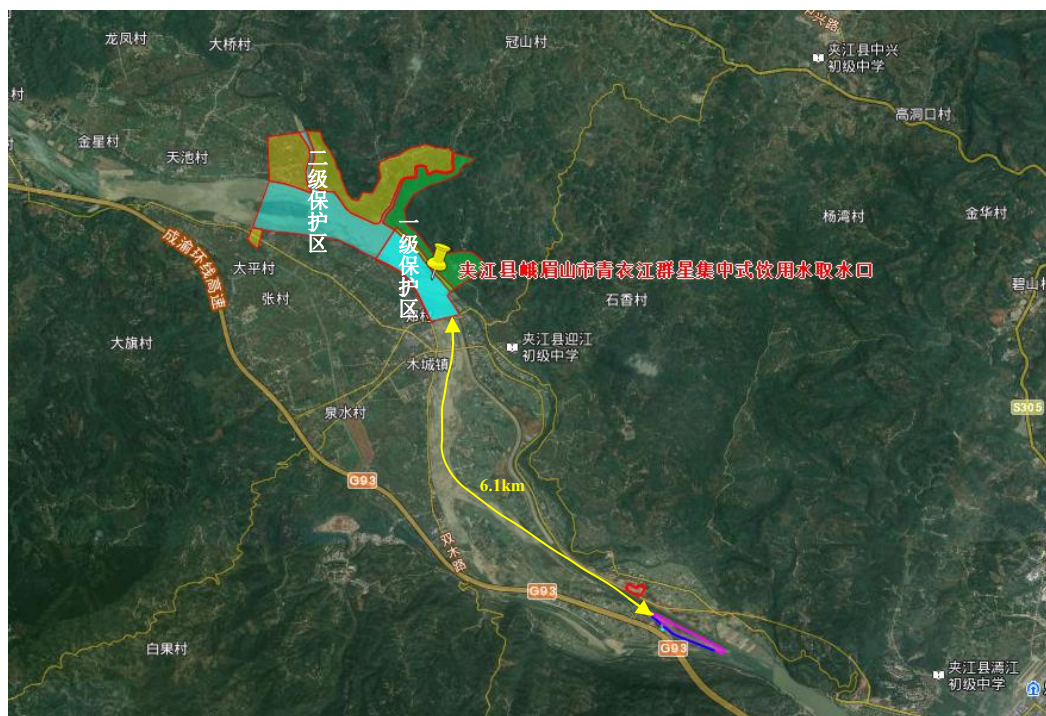 龙凤村
大桥村
冠山村
中兴路
夹江县中兴
初级中学
村
高洞口村
金星村
天池村
二级保护区
一级保护区
杨湾村
金华村
成渝环线高速
夹江县峨眉山市青衣江群星集中式饮用水取水口
大平村
张村
石香村
碧山村
大旗村
夹江县迎江
初级中学
木城镇
泉水村
S305
G93
6.1km
双木路
G93
白果村
G93
夹江县漹江
初级中学